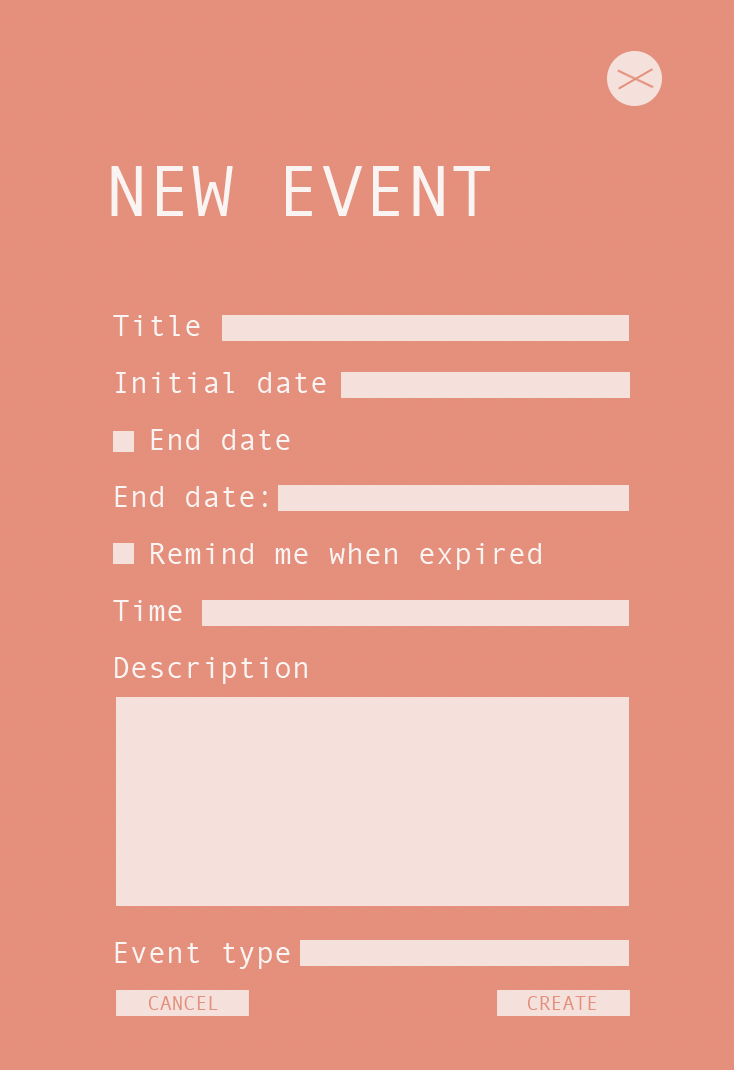 NEW EVENT
Title
Initial date
End date
End date:
Remind me when expired
Time
Description
Event type
CANCEL
CREATE